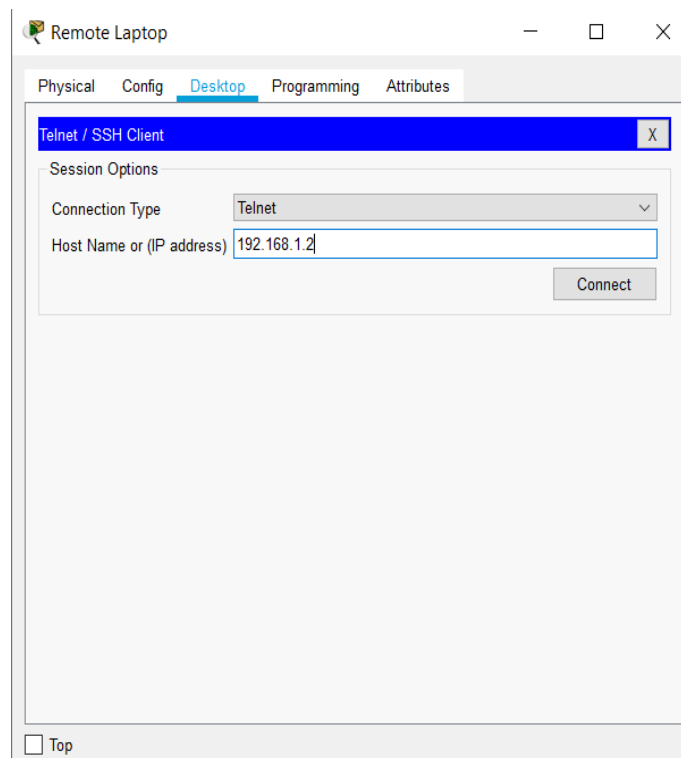 Remote Laptop
Physical Config Desktop Programming Attributes
Telnet / SSH Client X
Session Options
Connection Type Telnet
Host Name or (IP address) 192.168.1.2
Connect
Top